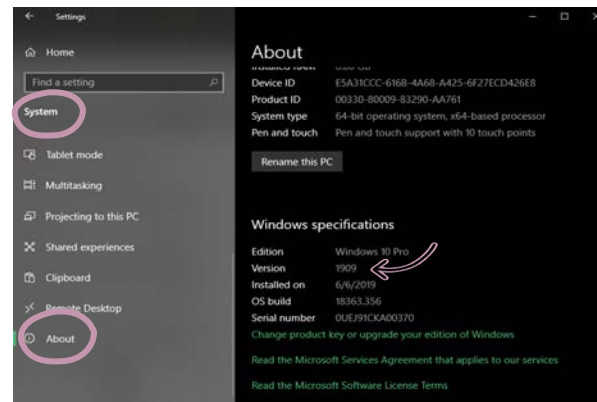 Settings
Home
Find a setting
System
Tablet mode
Multitasking
Projecting to this PC
Shared experiences
Clipboard
Remote Desktop
About
About
Installed RAM
Device ID E5A31CCC-616B-4A68-A425-6F27ECD426E8
Product ID 00330-80009-83290-AA761
System type 64-bit operating system, x64-based processor
Pen and touch Pen and touch support with 10 touch points
Rename this PC
Windows specifications
Edition Windows 10 Pro
Version 1909
Installed on 6/6/2019
OS build 18363.356
Serial number 0UEJ91CKA00370
Change product key or upgrade your edition of Windows
Read the Microsoft Services Agreement that applies to our services
Read the Microsoft Software License Terms